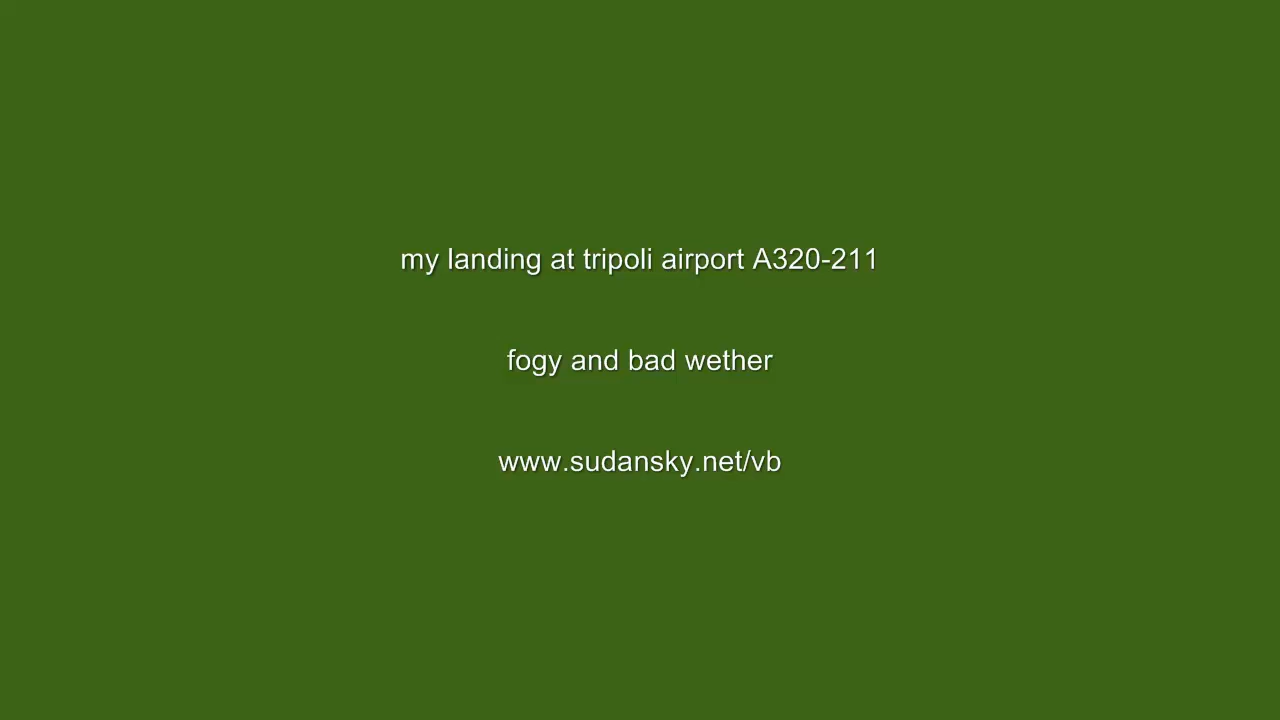 my landing at tripoli airport A320-211
fogy and bad wether
www.sudansky.net/vb